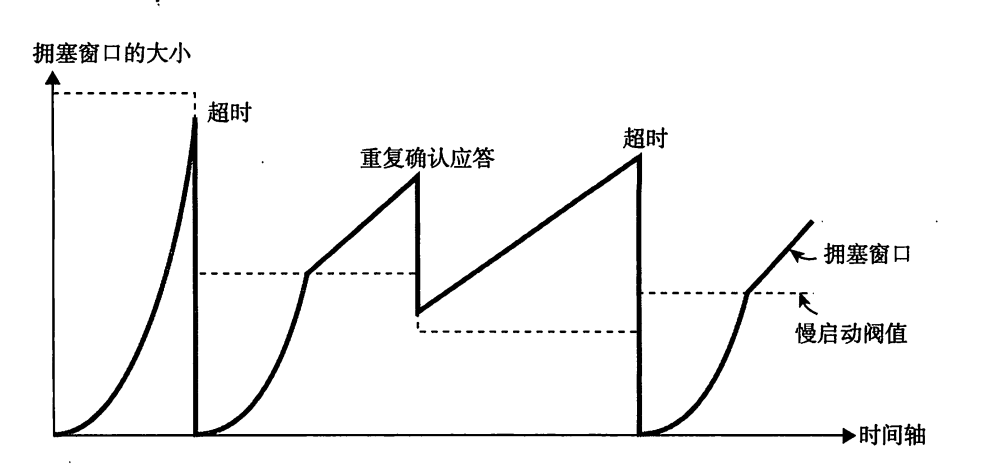 拥塞窗口的大小
超时
重复确认应答
超时
拥塞窗口
慢启动阀值
时间轴